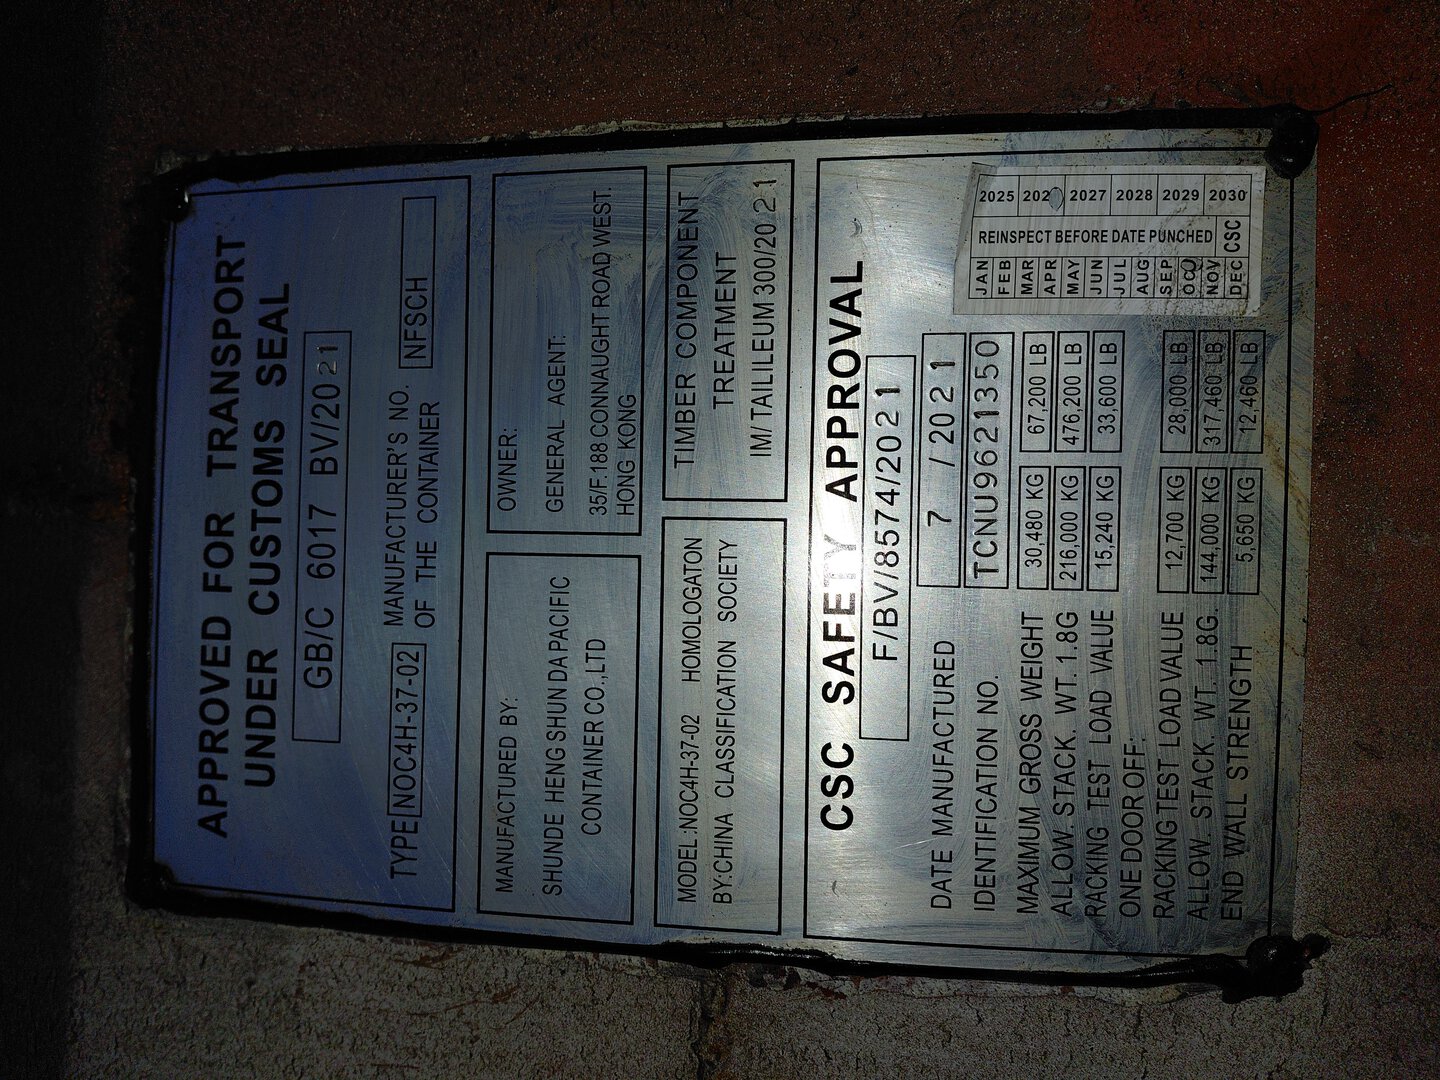 APPROVED FOR TRANSPORT
UNDER CUSTOMS SEAL
GB/C 6017 BV/2021
TYPE NOC4H-37-02 MANUFACTURER'S NO. NFSCH
OF THE CONTAINER
MANUFACTURED BY:
SHUNDE HENG SHUN DA PACIFIC
CONTAINER CO.,LTD
OWNER:
GENERAL AGENT:
35/F.188 CONNAUGHT ROAD WEST.
HONG KONG
MODEL :NOC4H-37-02 HOMOLOGATON
BY:CHINA CLASSIFICATION SOCIETY
TIMBER COMPONENT
TREATMENT
IM/ TAILILEUM 300/2021
CSC SAFETY APPROVAL
F/BV/8574/2021
DATE MANUFACTURED 7 /2021
IDENTIFICATION NO. TCNU9621350
MAXIMUM GROSS WEIGHT 30,480 KG 67,200 LB
ALLOW. STACK. WT. 1.8G 216,000 KG 476,200 LB
RACKING TEST LOAD VALUE 15,240 KG 33,600 LB
ONE DOOR OFF:
RACKING TEST LOAD VALUE 12,700 KG 28,000 LB
ALLOW. STACK. WT. 1.8G. 144,000 KG 317,460 LB
END WALL STRENGTH 5,650 KG 12,460 LB
2025 202 2027 2028 2029 2030
REINSPECT BEFORE DATE PUNCHED CSC
JAN FEB MAR APR MAY JUN JUL AUG SEP NOV DEC